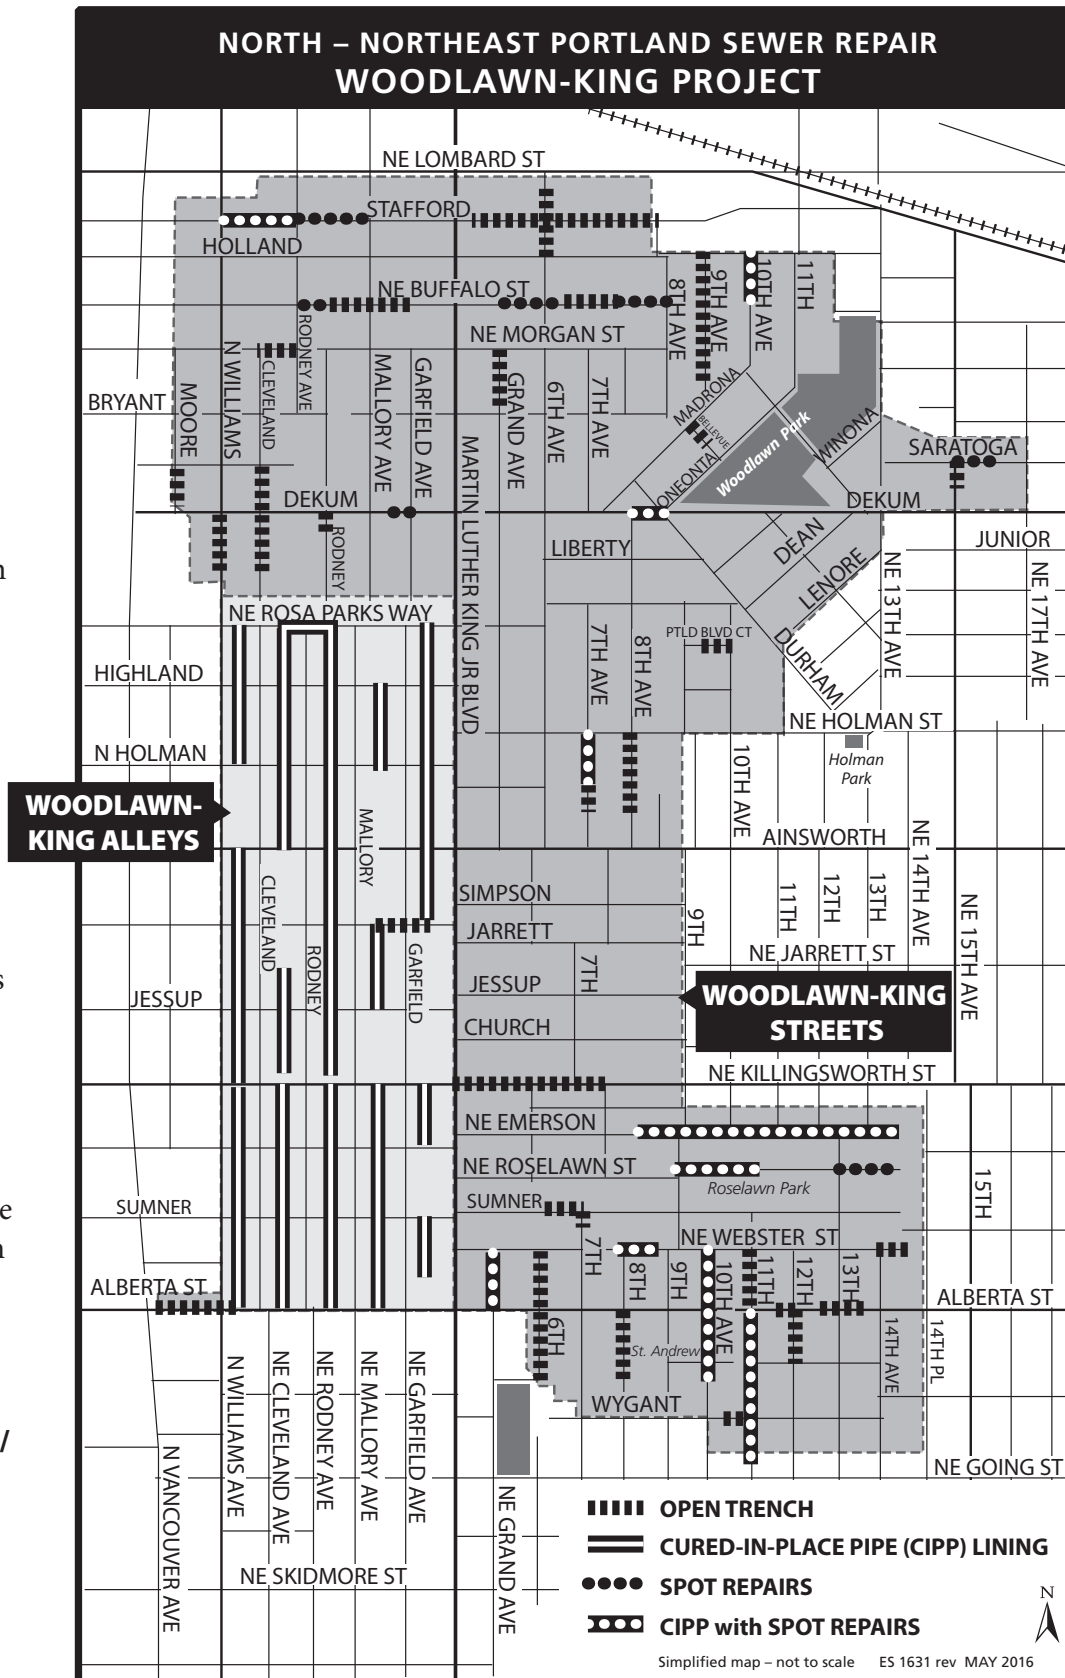 NORTH – NORTHEAST PORTLAND SEWER REPAIR
WOODLAWN-KING PROJECT
NE LOMBARD ST
STAFFORD
HOLLAND
NE BUFFALO ST
8TH AVE
9TH AVE
10TH AVE
11TH
RODNEY AVE
NE MORGAN ST
N WILLIAMS
CLEVELAND
MALLORY AVE
GARFIELD AVE
GRAND AVE
6TH AVE
7TH AVE
MADRONA
BRYANT
MOORE
BELLEVUE
Woodlawn Park
WINONA
MARTIN LUTHER KING JR BLVD
ONEONTA
SARATOGA
DEKUM
DEKUM
RODNEY
LIBERTY
DEAN
JUNIOR
LENORE
NE 13TH AVE
NE 17TH AVE
NE ROSA PARKS WAY
7TH AVE
8TH AVE
PTLD BLVD CT
DURHAM
HIGHLAND
NE HOLMAN ST
N HOLMAN
10TH AVE
Holman
Park
WOODLAWN-
KING ALLEYS
MALLORY
AINSWORTH
NE 14TH AVE
CLEVELAND
SIMPSON
11TH
12TH
13TH
NE 15TH AVE
9TH
JARRETT
RODNEY
GARFIELD
NE JARRETT ST
7TH
s
JESSUP
JESSUP
WOODLAWN-KING
STREETS
CHURCH
NE KILLINGSWORTH ST
NE EMERSON
NE ROSELAWN ST
Roselawn Park
15TH
SUMNER
SUMNER
e
NE WEBSTER ST
7TH
8TH
9TH
10TH AVE
11TH
12TH
13TH
ALBERTA ST
ALBERTA ST
6TH
St. Andrew
14TH AVE
14TH PL
N WILLIAMS AVE
NE CLEVELAND AVE
NE RODNEY AVE
NE MALLORY AVE
NE GARFIELD AVE
WYGANT
/
N VANCOUVER AVE
NE GOING ST
NE GRAND AVE
OPEN TRENCH
CURED-IN-PLACE PIPE (CIPP) LINING
NE SKIDMORE ST
SPOT REPAIRS
CIPP with SPOT REPAIRS
N
Simplified map – not to scale ES 1631 rev MAY 2016